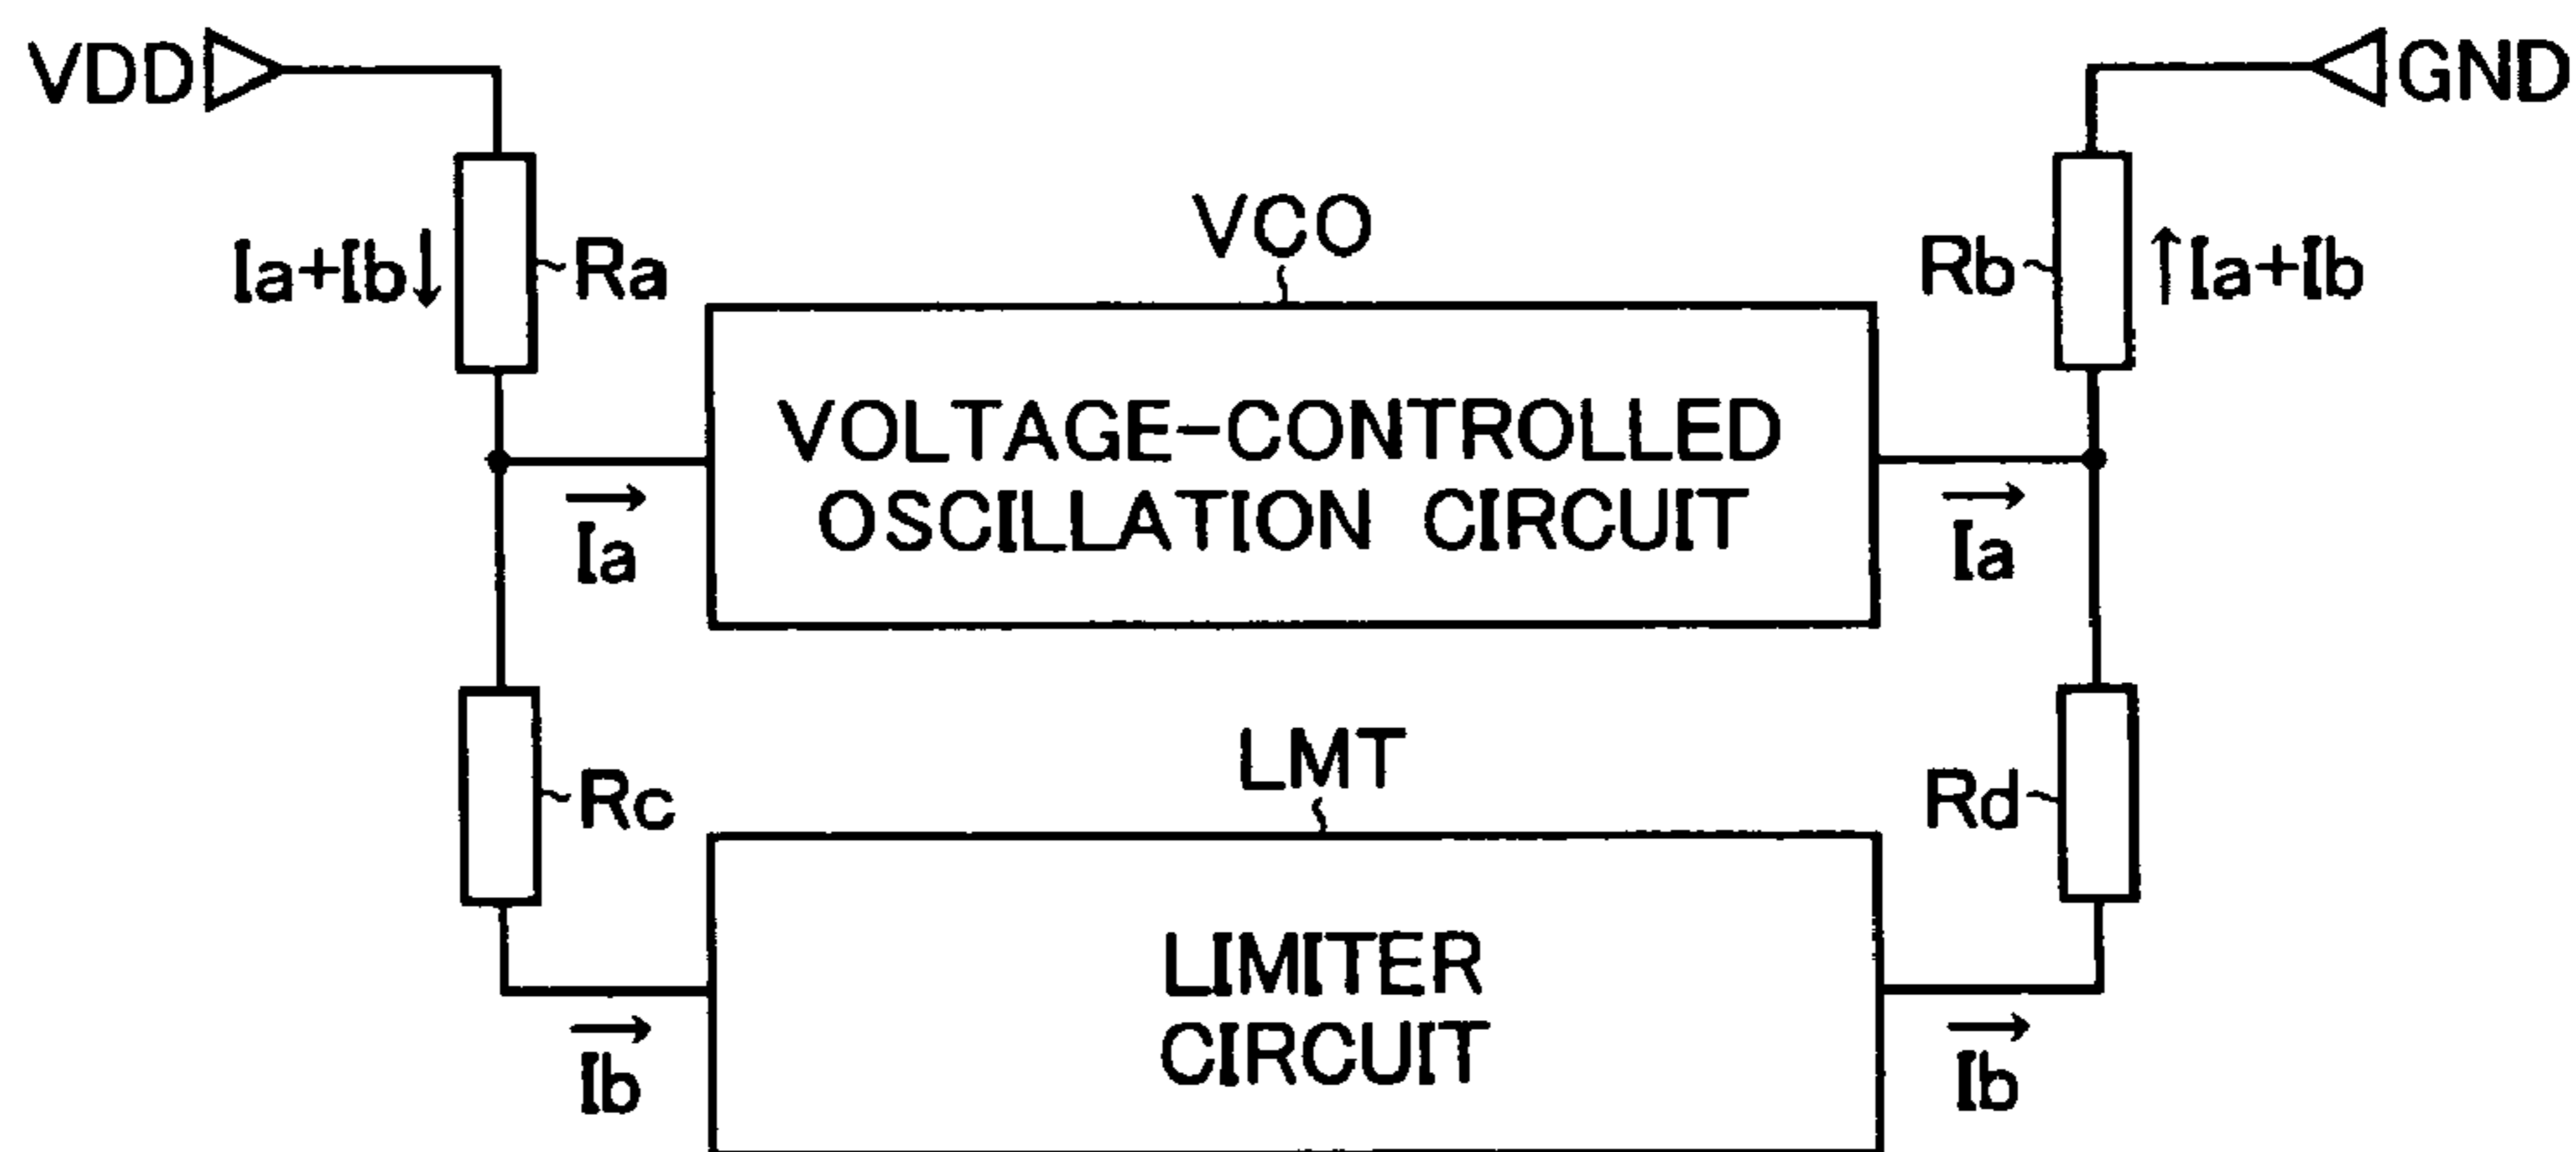 VDD
GND
VCO
Ia+Ib
Ra
Rb
Ia+Ib
VOLTAGE-CONTROLLED
OSCILLATION CIRCUIT
Ia
Ia
LMT
Rc
Rd
LIMITER
CIRCUIT
Ib
Ib